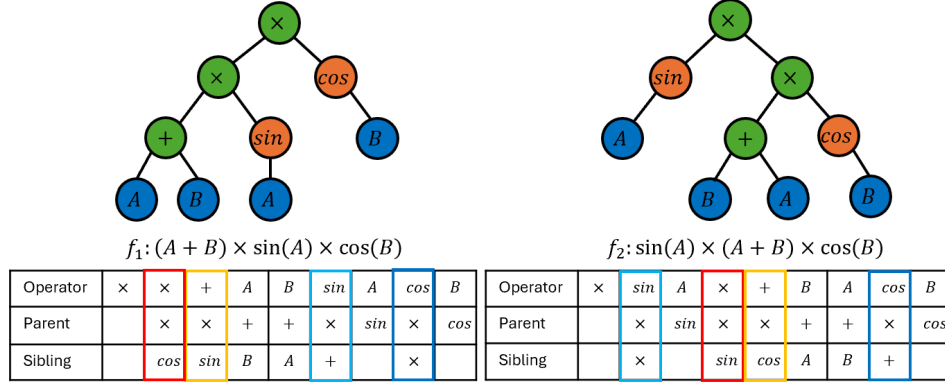 × ×
× cos sin ×
+ sin B A + cos
A B A B A B
f₁: (A + B) × sin(A) × cos(B) f₂: sin(A) × (A + B) × cos(B)
Operator × × + A B sin A cos B Operator × sin A × + B A cos B
Parent × × + + × sin × cos Parent × sin × × + + × cos
Sibling cos sin B A + × Sibling × sin cos A B +